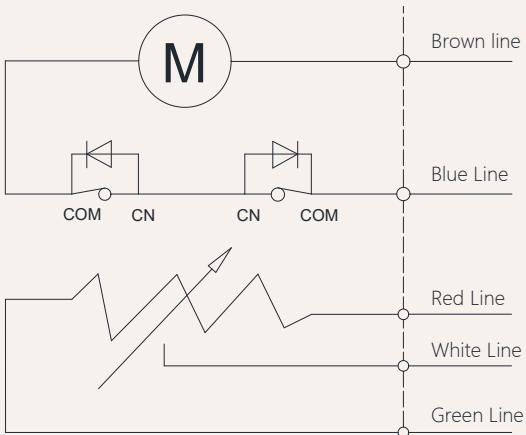 M
Brown line
Blue Line
COM CN CN COM
Red Line
White Line
Green Line